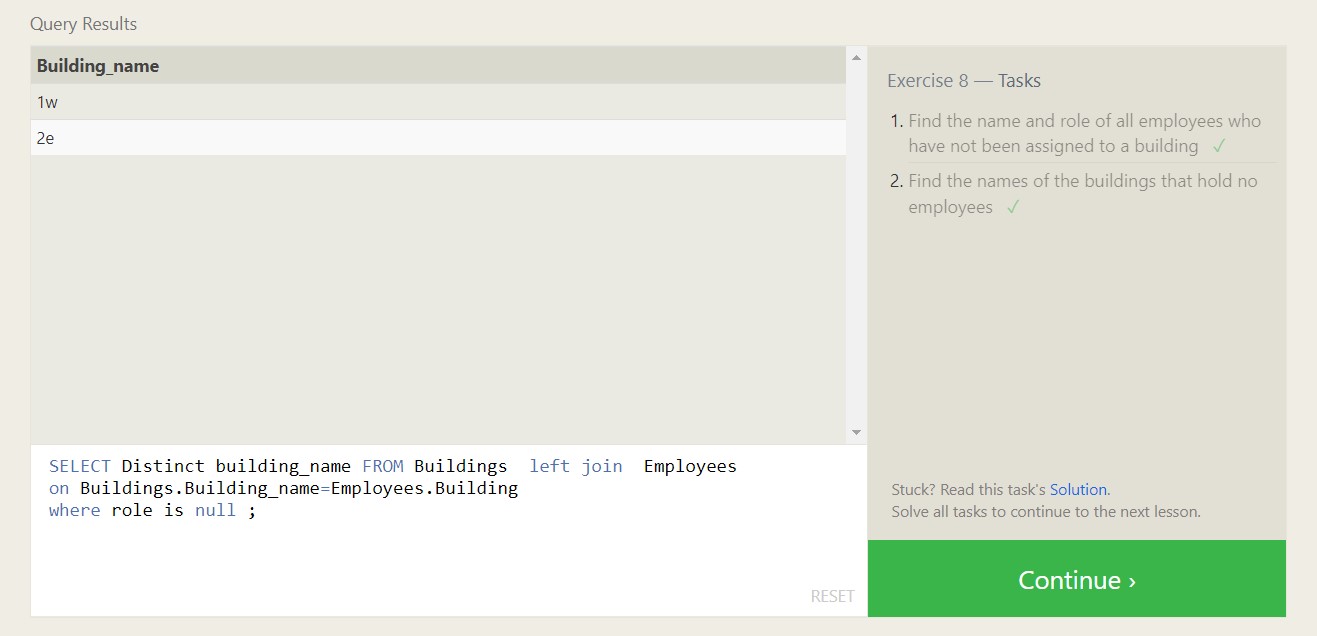 Query Results
Building_name
1w
2e
SELECT Distinct building_name FROM Buildings  left join  Employees
on Buildings.Building_name=Employees.Building
where role is null ;
RESET
Exercise 8 — Tasks
1. Find the name and role of all employees who
have not been assigned to a building ✓
2. Find the names of the buildings that hold no
employees ✓
Stuck? Read this task's Solution.
Solve all tasks to continue to the next lesson.
Continue ›